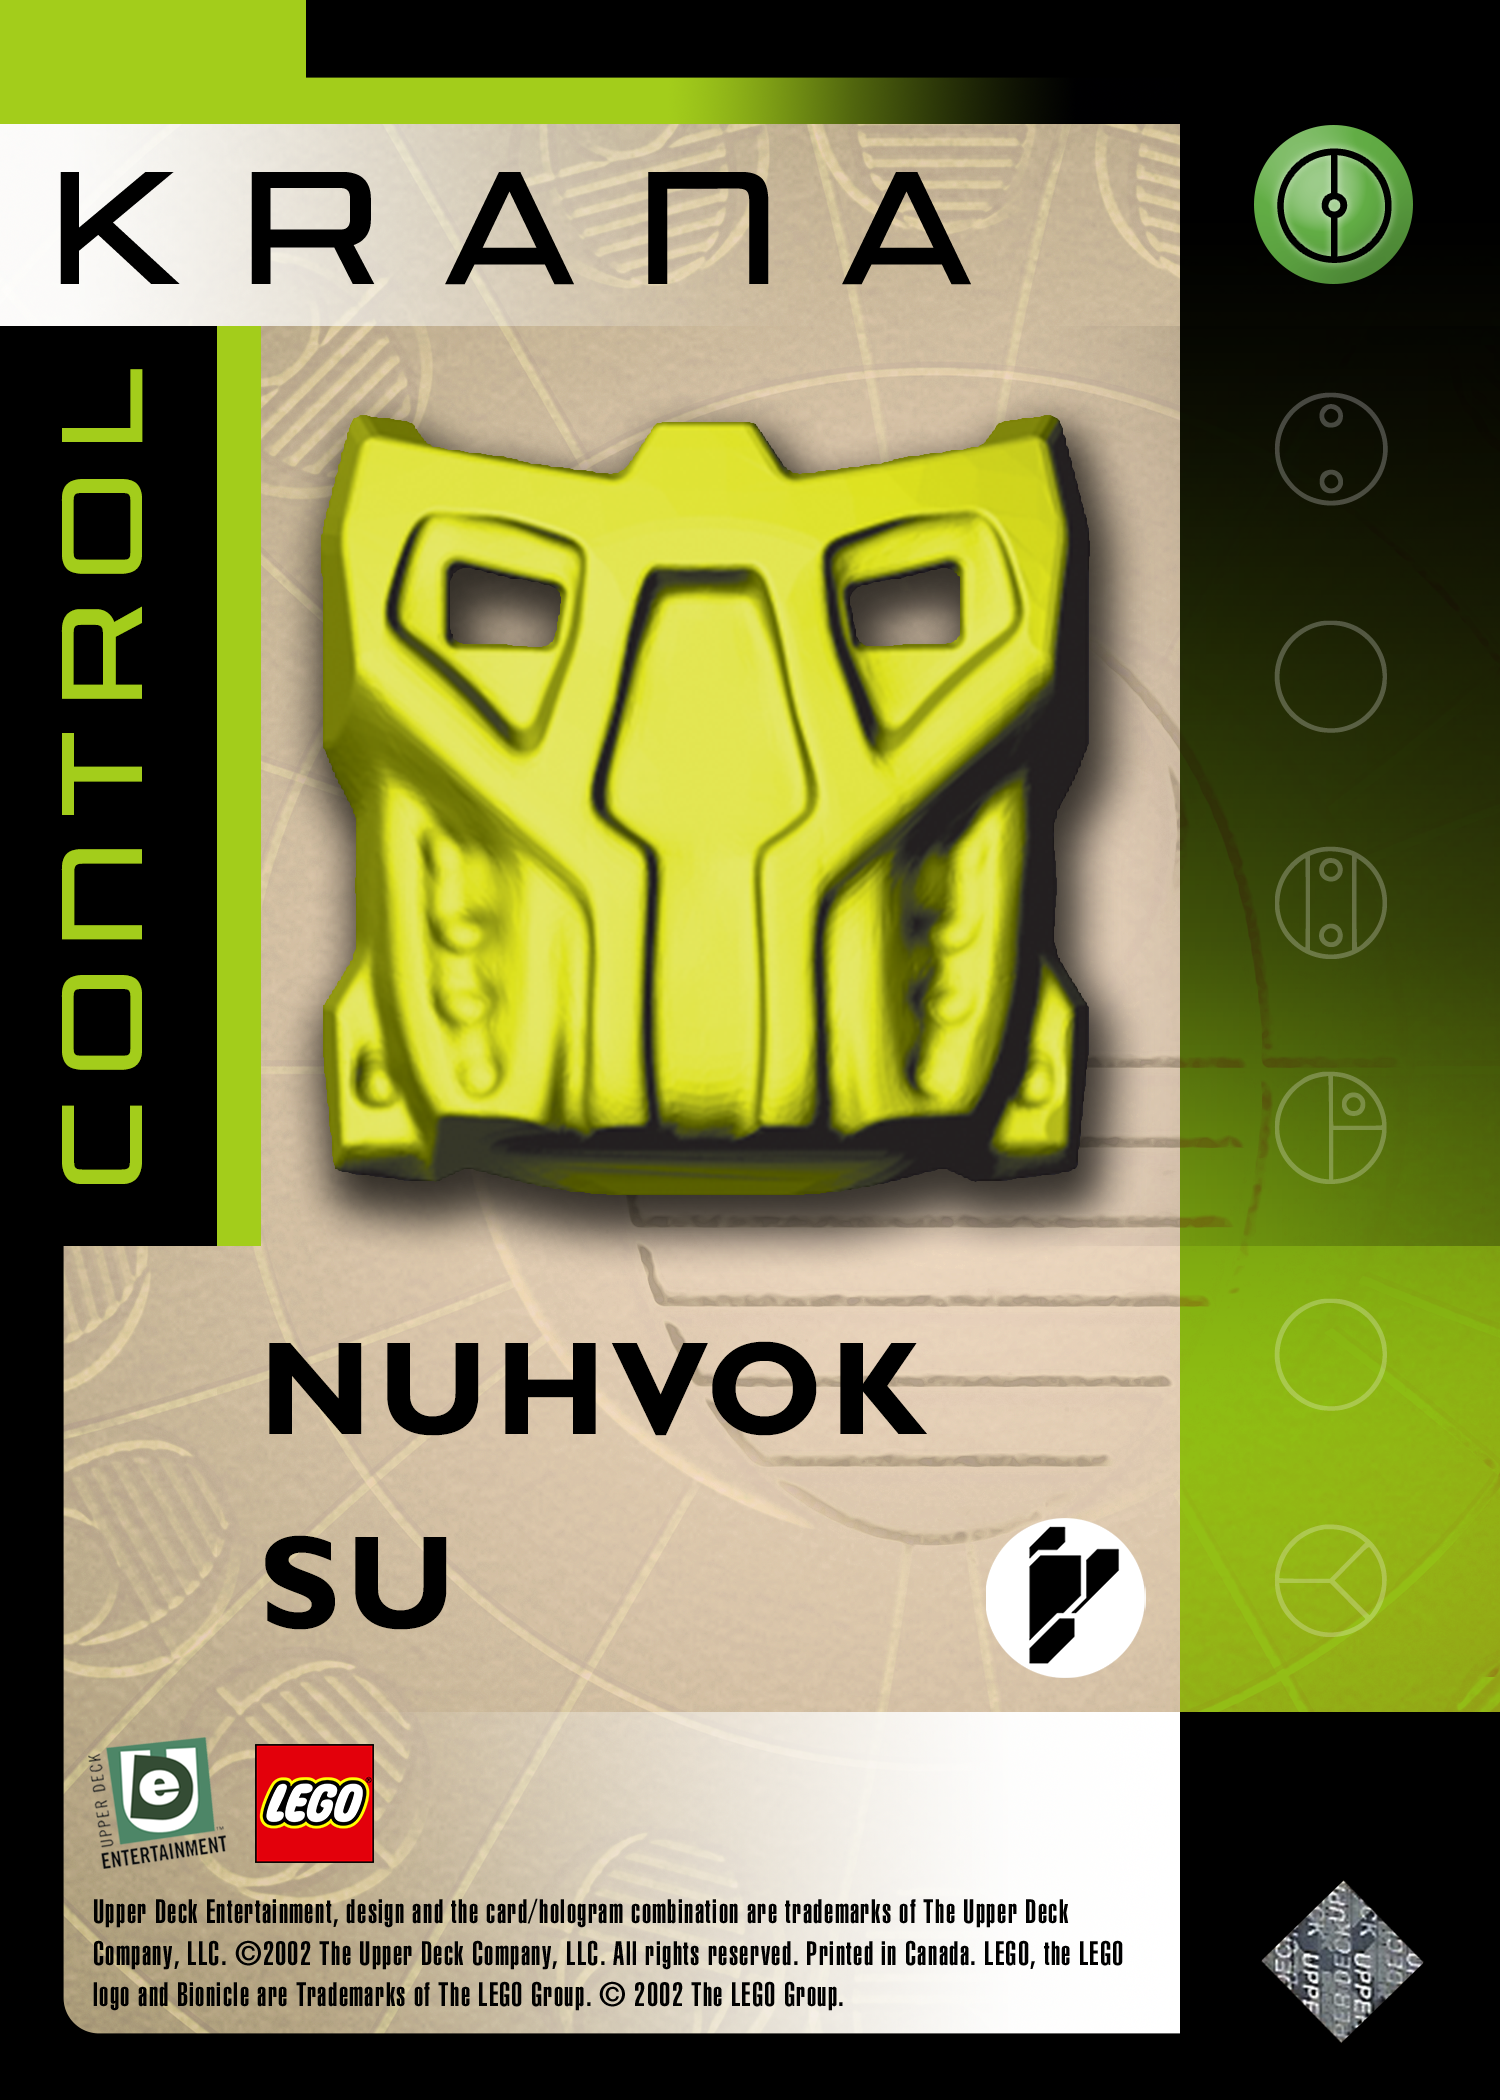 KRANA
CONTROL
NUHVOK
SU
UPPER DECK
ENTERTAINMENT
LEGO
Upper Deck Entertainment, design and the card/hologram combination are trademarks of The Upper Deck
Company, LLC. ©2002 The Upper Deck Company, LLC. All rights reserved. Printed in Canada. LEGO, the LEGO
logo and Bionicle are Trademarks of The LEGO Group. © 2002 The LEGO Group.